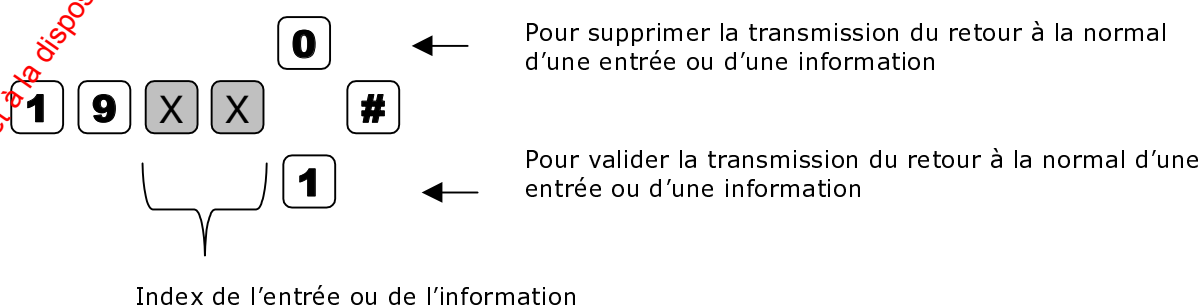 0
Pour supprimer la transmission du retour à la normal
d’une entrée ou d’une information
1 9 X X #
Pour valider la transmission du retour à la normal d’une
entrée ou d’une information
1
Index de l’entrée ou de l’information
à la